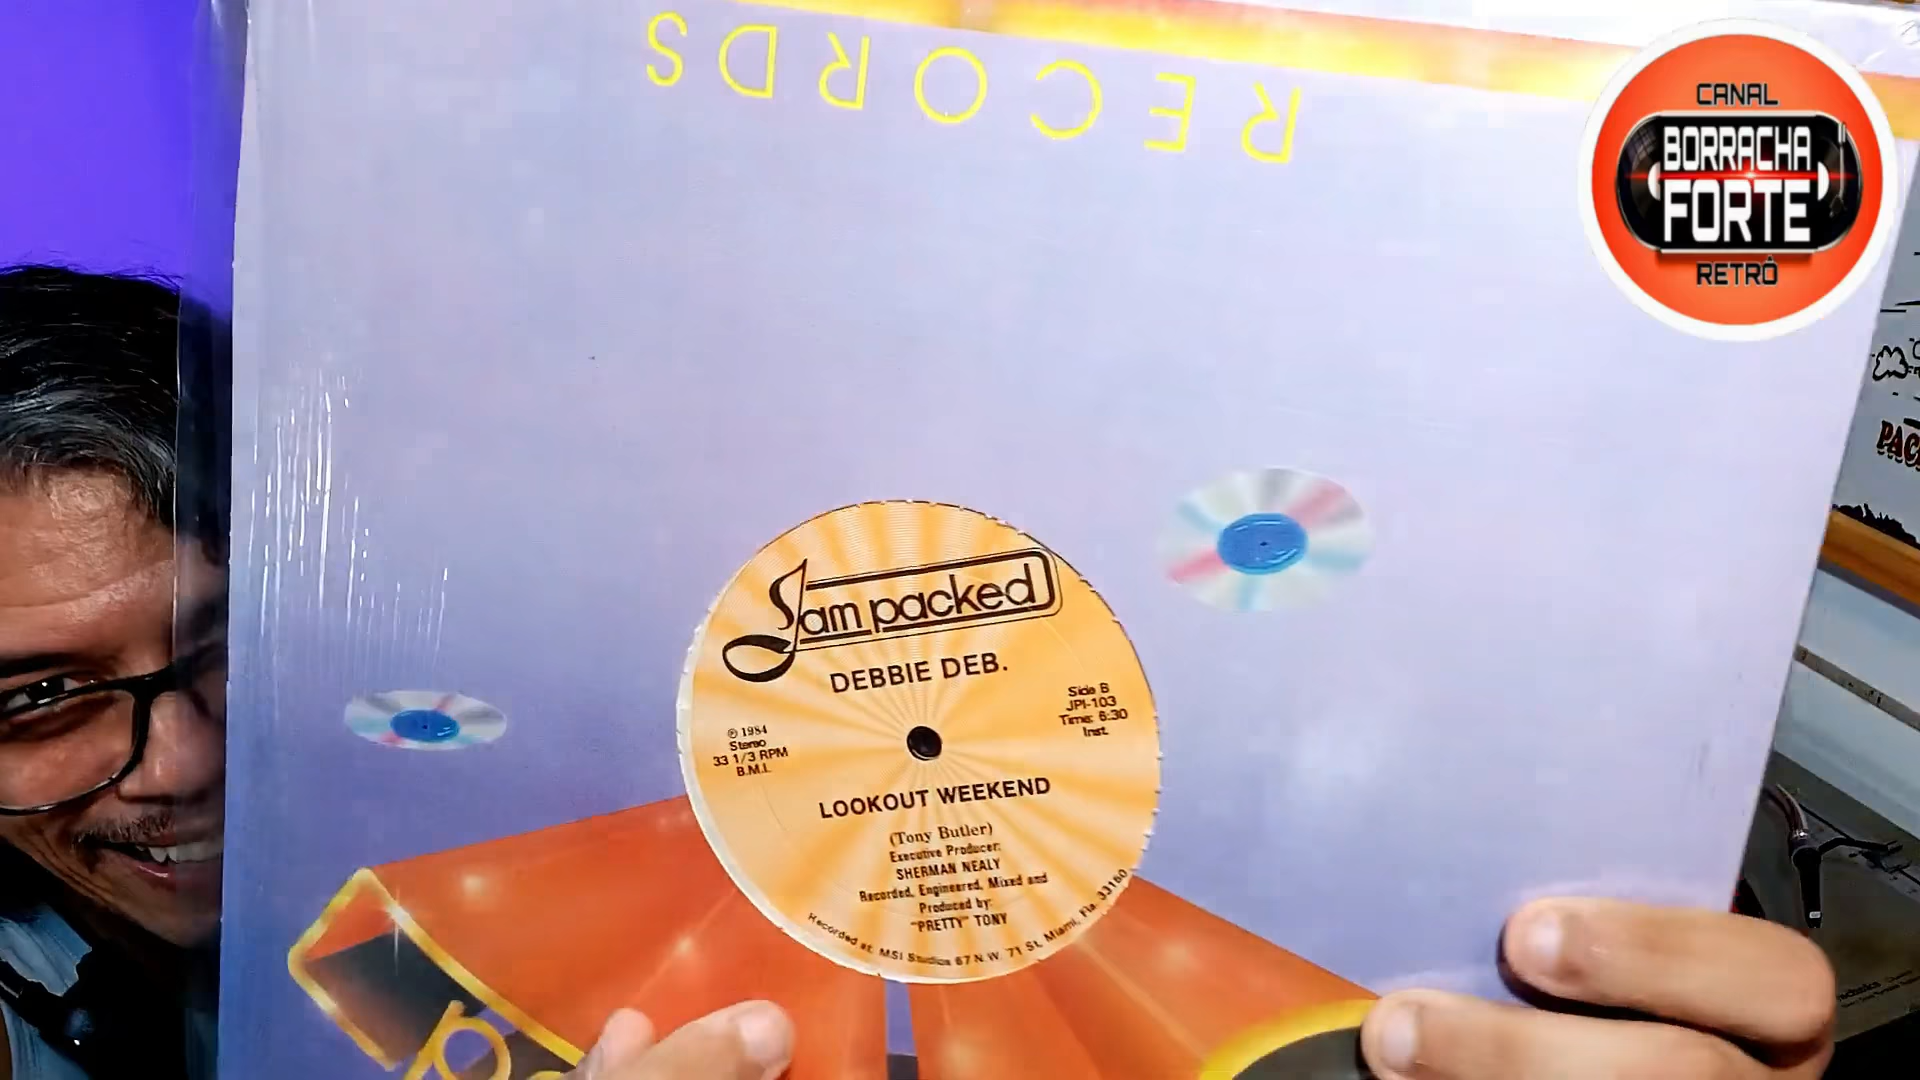 RECORDS
CANAL
BORRACHA
FORTE
RETRÔ
PAC
Jam packed
DEBBIE DEB.
℗ 1984
Stereo
33 1/3 RPM
B.M.I.
Side B
JPI-103
Time: 6:30
Inst.
LOOKOUT WEEKEND
(Tony Butler)
Executive Producer:
SHERMAN NEALY
Recorded, Engineered, Mixed and
Produced by:
"PRETTY" TONY
Recorded at: MSI Studios 67 N.W. 71 St, Miami, Fla. 33150